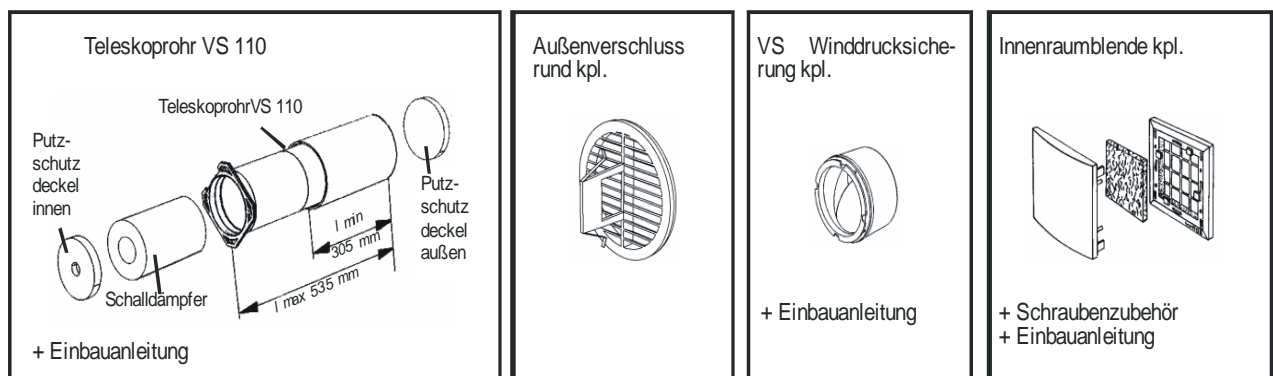 Teleskoprohr VS 110
TeleskoprohrVS 110
Putz-
schutz
deckel
innen
Schalldämpfer
l min
305 mm
l max 535 mm
Putz-
schutz
deckel
außen
+ Einbauanleitung
Außenverschluss
rund kpl.
VS Winddrucksiche-
rung kpl.
+ Einbauanleitung
Innenraumblende kpl.
+ Schraubenzubehör
+ Einbauanleitung